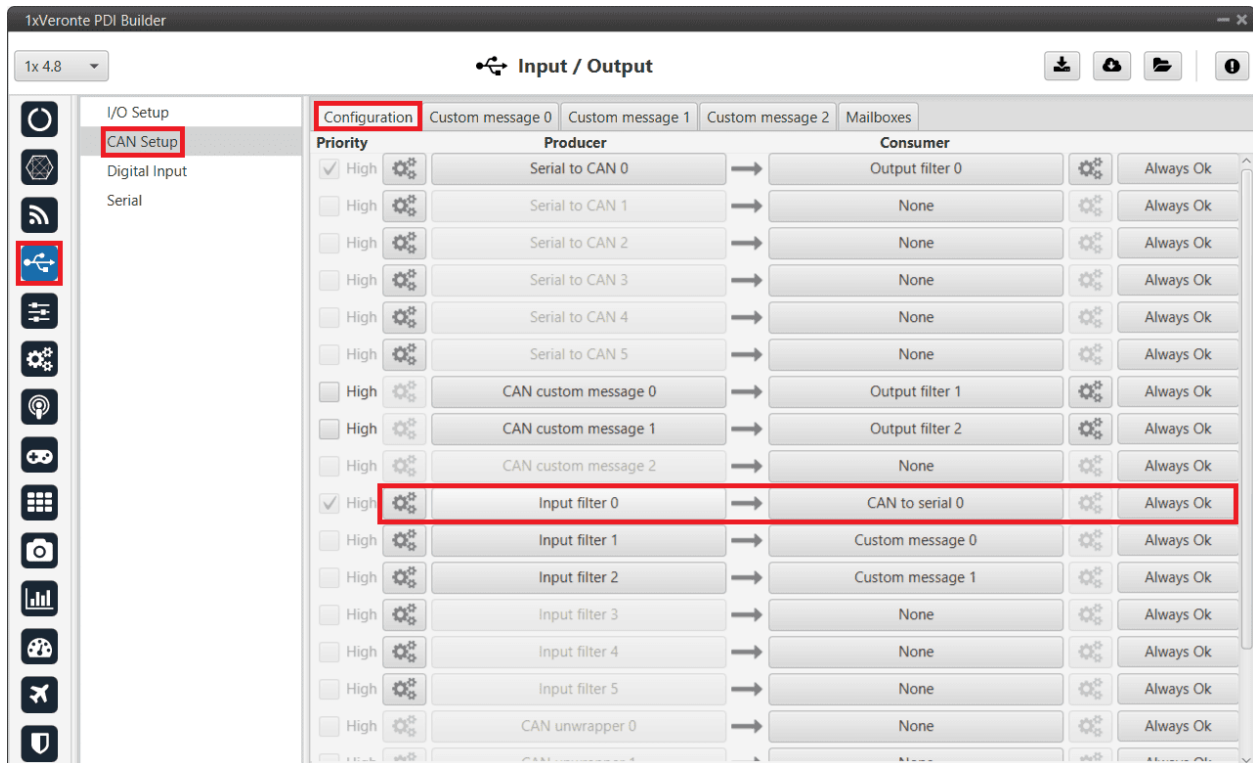 1xVeronte PDI Builder
1x 4.8
Input / Output
I/O Setup
CAN Setup
Digital Input
Serial
Configuration Custom message 0 Custom message 1 Custom message 2 Mailboxes
Priority Producer Consumer
High Serial to CAN 0 Output filter 0 Always Ok
High Serial to CAN 1 None Always Ok
High Serial to CAN 2 None Always Ok
High Serial to CAN 3 None Always Ok
High Serial to CAN 4 None Always Ok
High Serial to CAN 5 None Always Ok
High CAN custom message 0 Output filter 1 Always Ok
High CAN custom message 1 Output filter 2 Always Ok
High CAN custom message 2 None Always Ok
High Input filter 0 CAN to serial 0 Always Ok
High Input filter 1 Custom message 0 Always Ok
High Input filter 2 Custom message 1 Always Ok
High Input filter 3 None Always Ok
High Input filter 4 None Always Ok
High Input filter 5 None Always Ok
High CAN unwrapper 0 None Always Ok